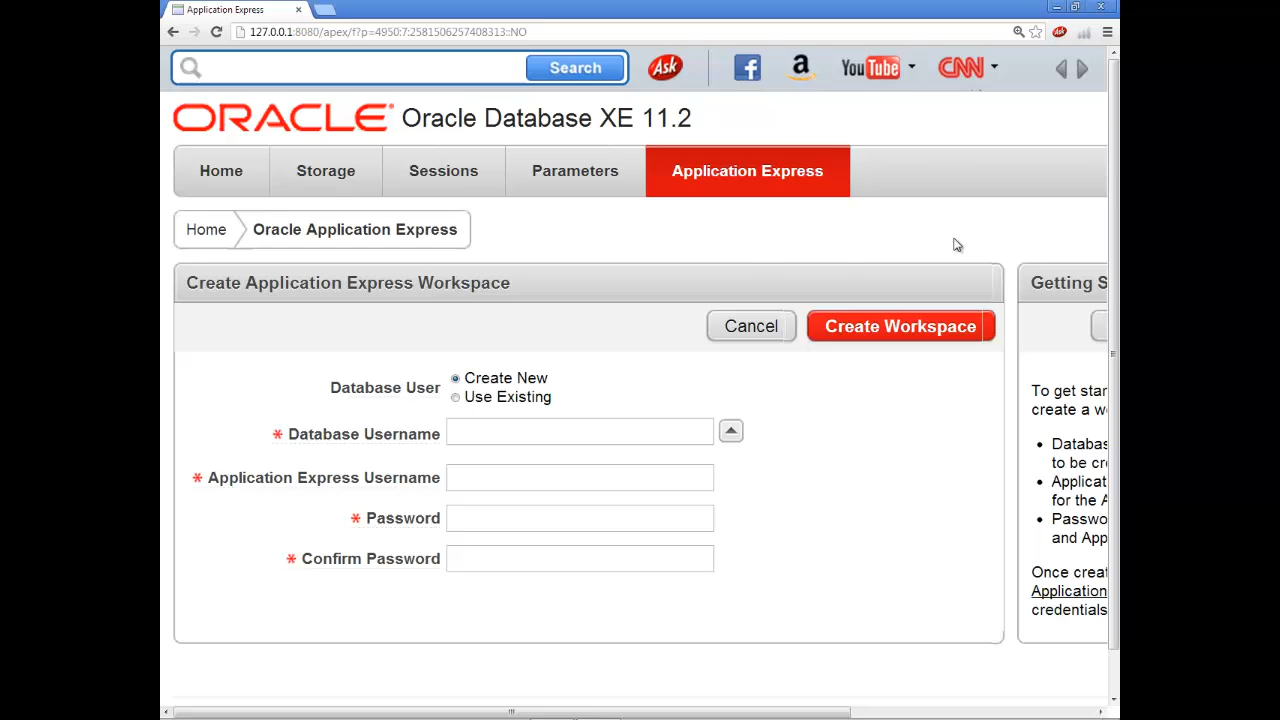 Application Express
127.0.0.1:8080/apex/f?p=4950:7:2581506257408313::NO
Search
Ask
You Tube
CNN
ORACLE Oracle Database XE 11.2
Home Storage Sessions Parameters Application Express
Home Oracle Application Express
Create Application Express Workspace
Cancel Create Workspace
Database User
Create New
Use Existing
* Database Username
* Application Express Username
* Password
* Confirm Password
Getting S
To get star
create a w
Databas
to be cre
Applicat
for the A
Passwo
and App
Once creat
Application
credentials